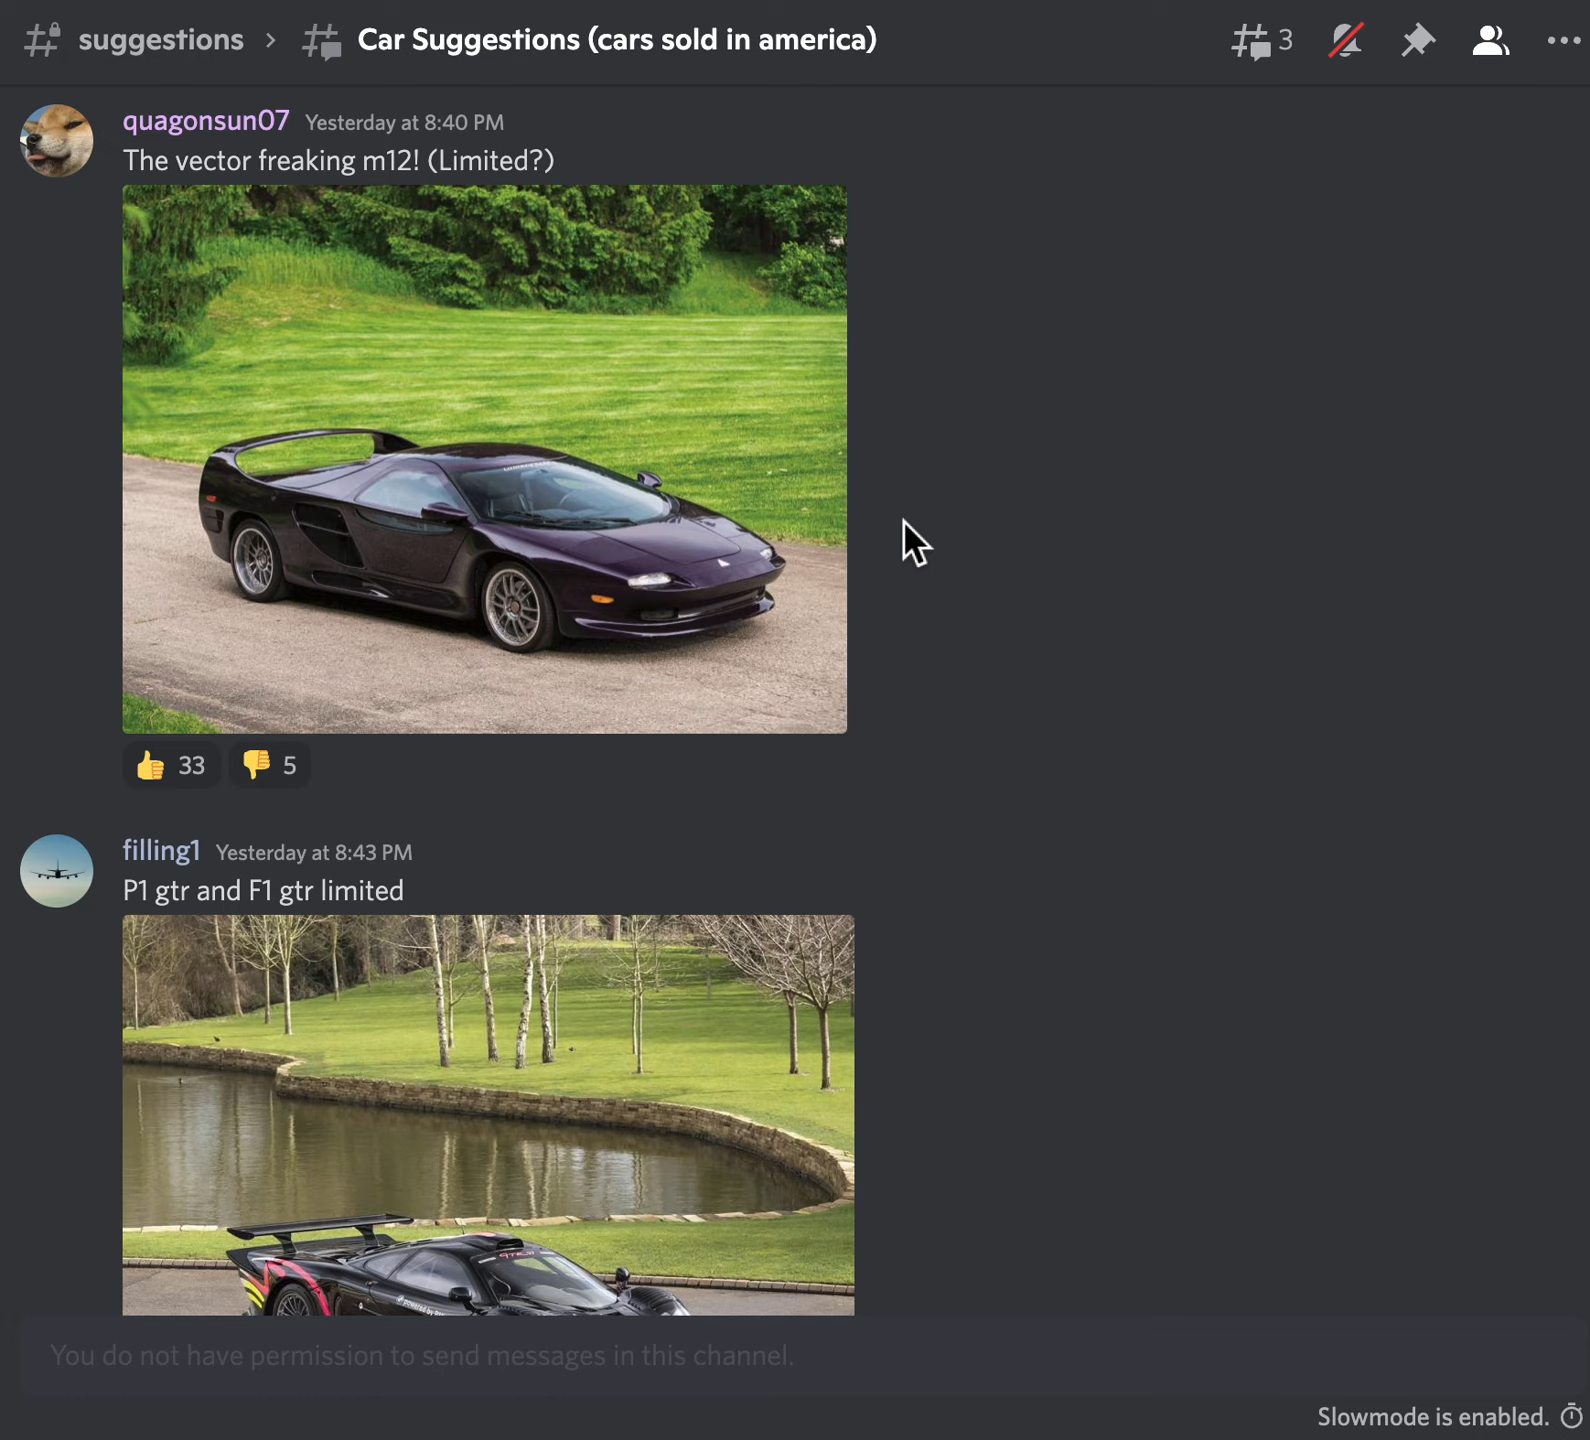 suggestions > Car Suggestions (cars sold in america)
3
quagonsun07 Yesterday at 8:40 PM
The vector freaking m12! (Limited?)
33 5
filling1 Yesterday at 8:43 PM
P1 gtr and F1 gtr limited
powered by
You do not have permission to send messages in this channel.
Slowmode is enabled.